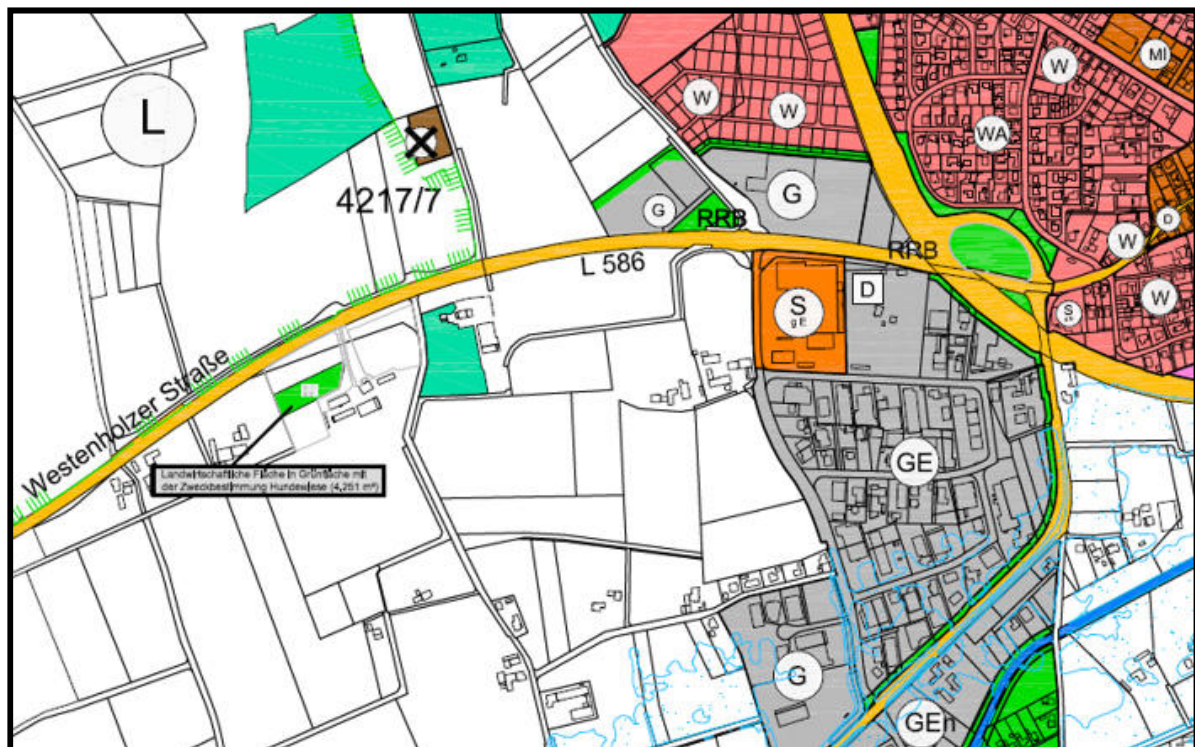 MI
W
L
W
W
WA
4217/7
G
G
RRB
D
W
RRB
L 586
W
D
S
gE
S
Westenholzer Straße
GE
Landwirtschaftliche Fläche in Grünfläche mit
der Zweckbestimmung Hundewiese (4,251 m²)
G
GEn